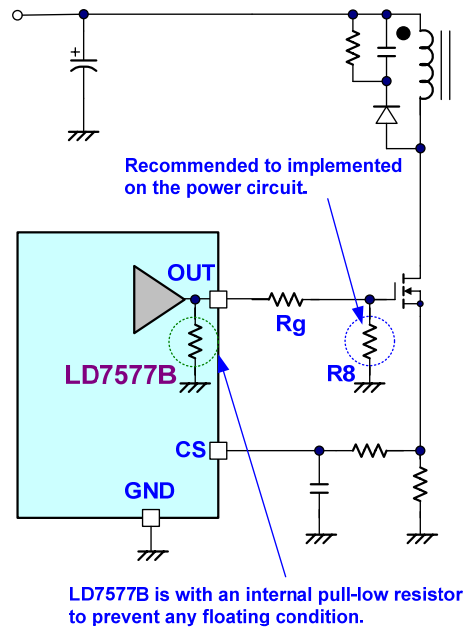 +
Recommended to implemented
on the power circuit.
OUT
Rg
R8
LD7577B
CS
GND
LD7577B is with an internal pull-low resistor
to prevent any floating condition.